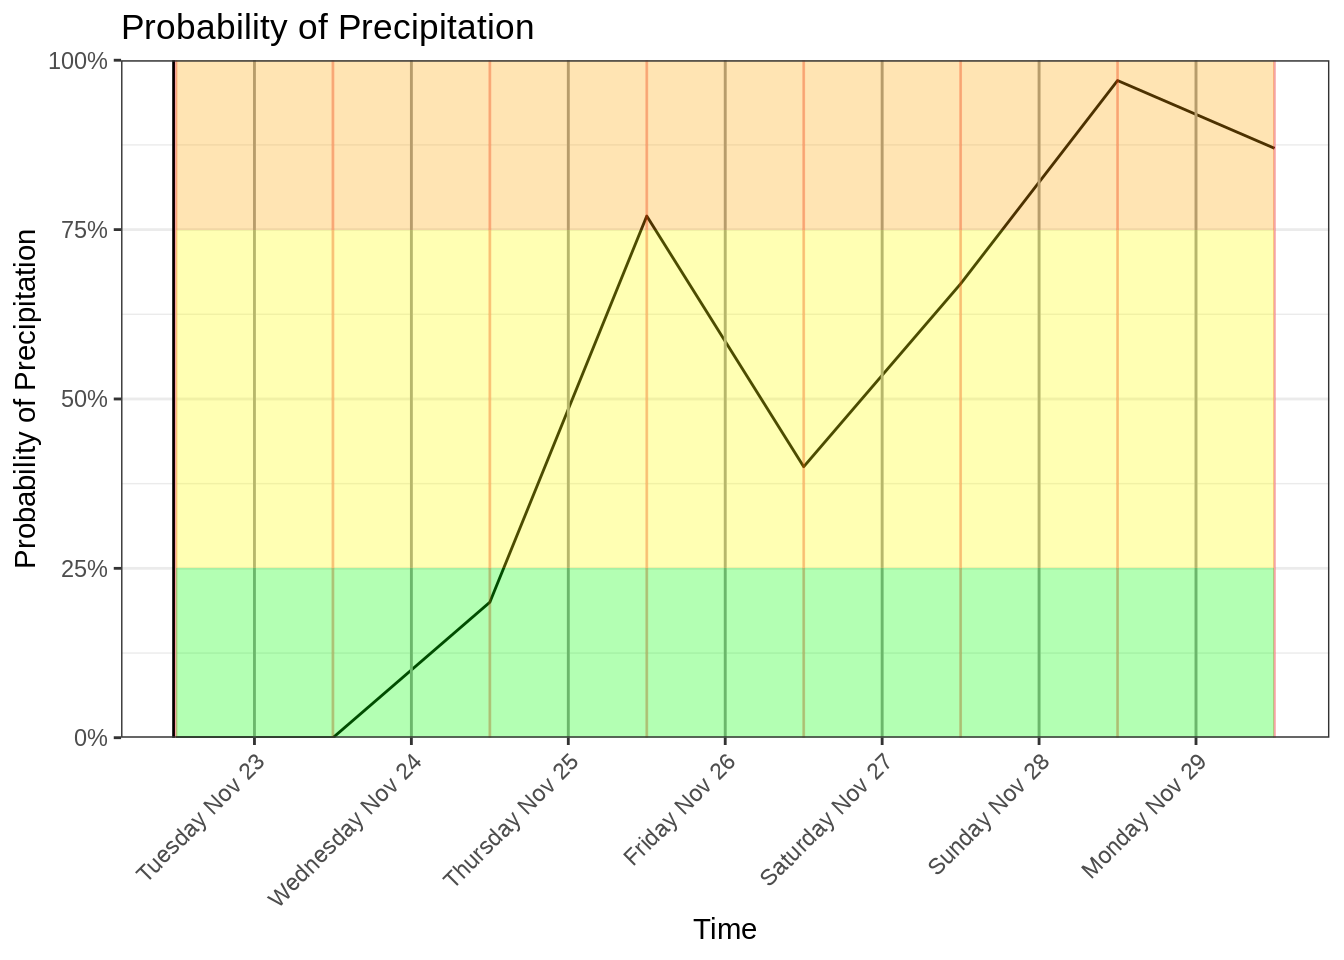 Probability of Precipitation
Probability of Precipitation
100%
75%
50%
25%
0%
Tuesday Nov 23
Wednesday Nov 24
Thursday Nov 25
Friday Nov 26
Saturday Nov 27
Sunday Nov 28
Monday Nov 29
Time